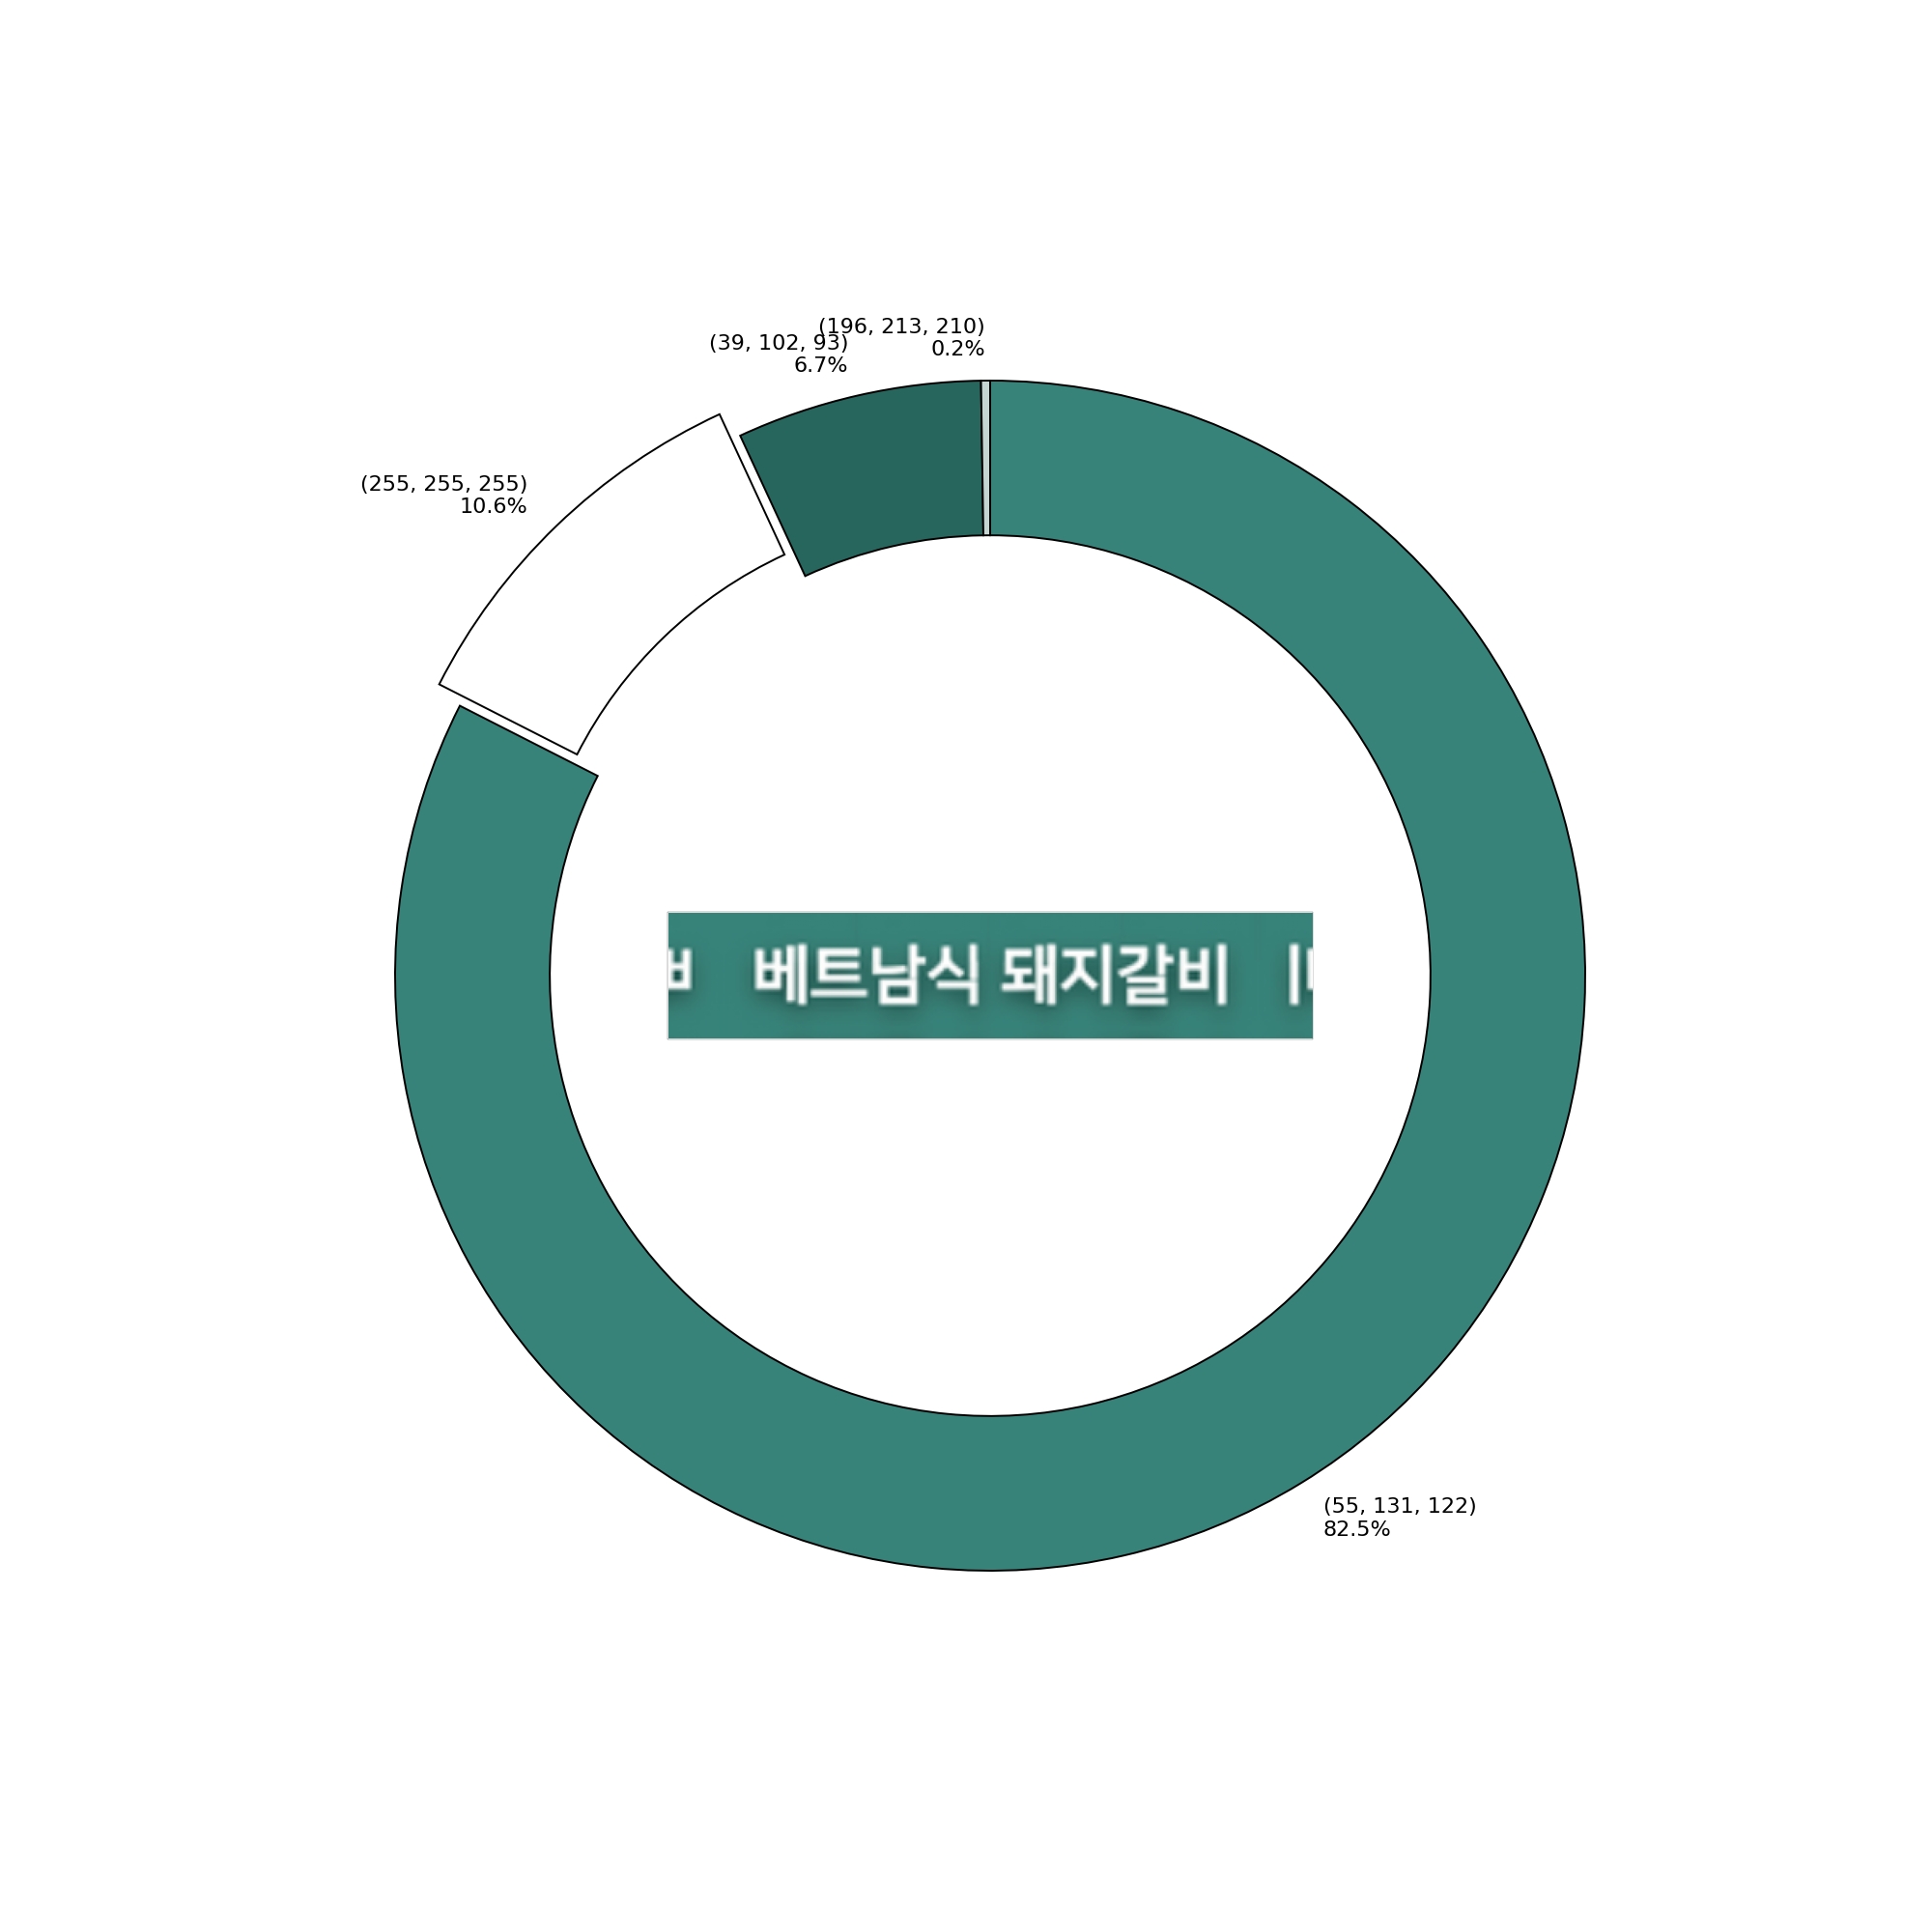 (196, 213, 210)
0.2%
(39, 102, 93)
6.7%
(255, 255, 255)
10.6%
베트남식 돼지갈비
(55, 131, 122)
82.5%